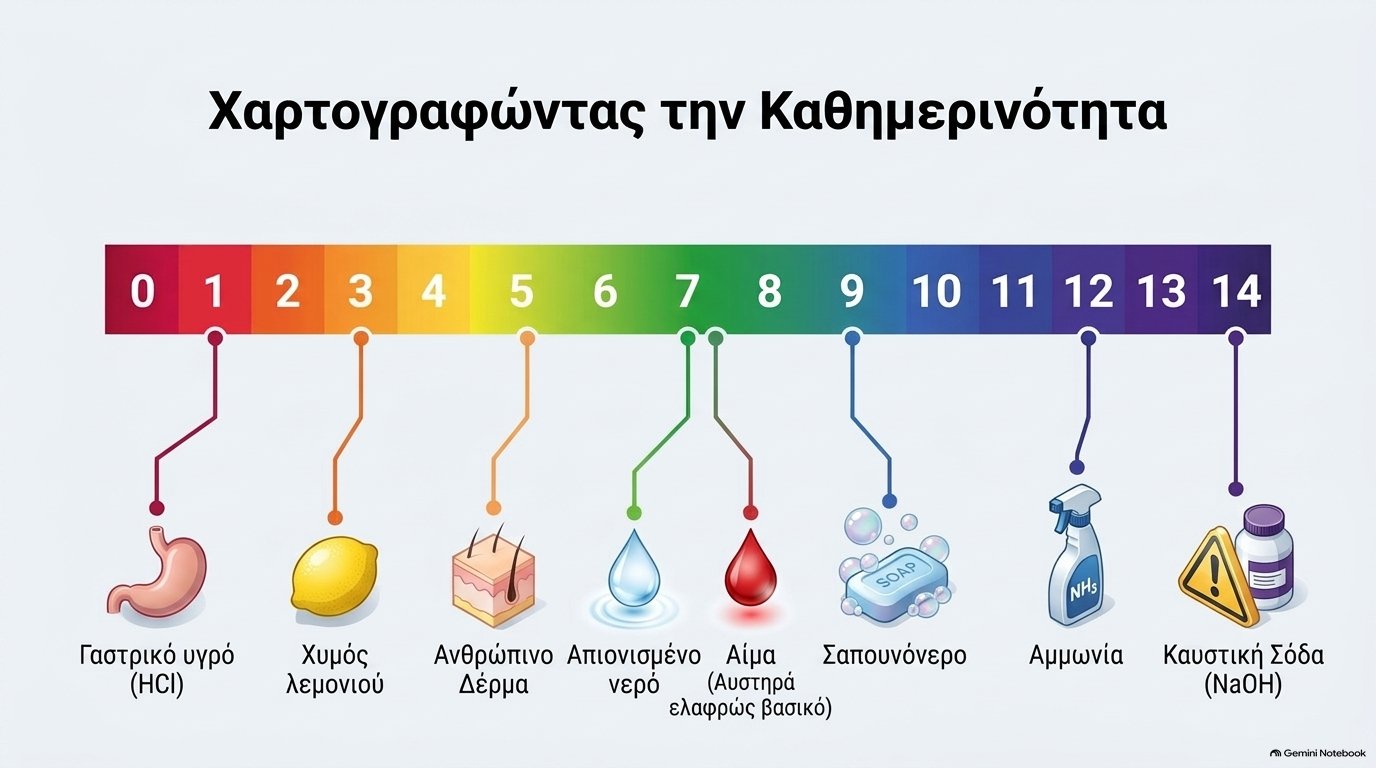 Χαρτογραφώντας την Καθημερινότητα
0 1 2 3 4 5 6 7 8 9 10 11 12 13 14
SOAP
NH₃
Γαστρικό υγρό
(HCl)
Χυμός
λεμονιού
Ανθρώπινο
Δέρμα
Απιονισμένο
νερό
Αίμα
(Αυστηρά
ελαφρώς βασικό)
Σαπουνόνερο
Αμμωνία
Καυστική Σόδα
(NaOH)
Gemini Notebook